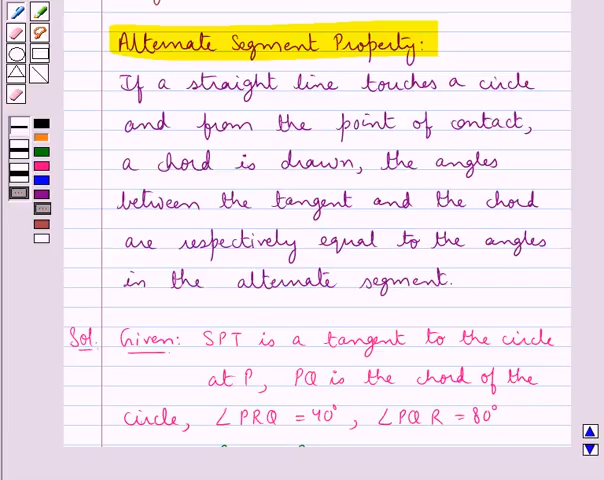 Alternate Segment Property:
If a straight line touches a circle
and from the point of contact,
a chord is drawn, the angles
between the tangent and the chord
are respectively equal to the angles
in the alternate segment.
Sol. Given: SPT is a tangent to the circle
at P, PQ is the chord of the
circle, ∠PRQ = 40°, ∠PQR = 80°